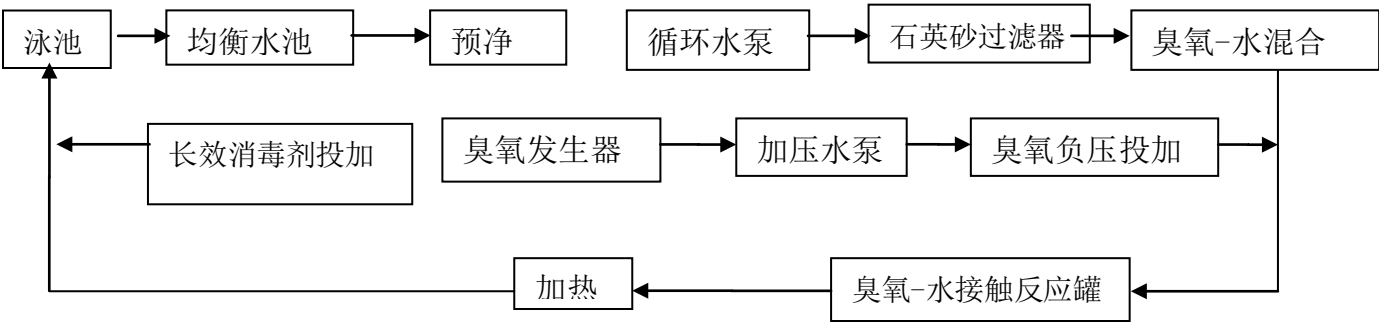 泳池
均衡水池
预净
循环水泵
石英砂过滤器
臭氧-水混合
长效消毒剂投加
臭氧发生器
加压水泵
臭氧负压投加
加热
臭氧-水接触反应罐